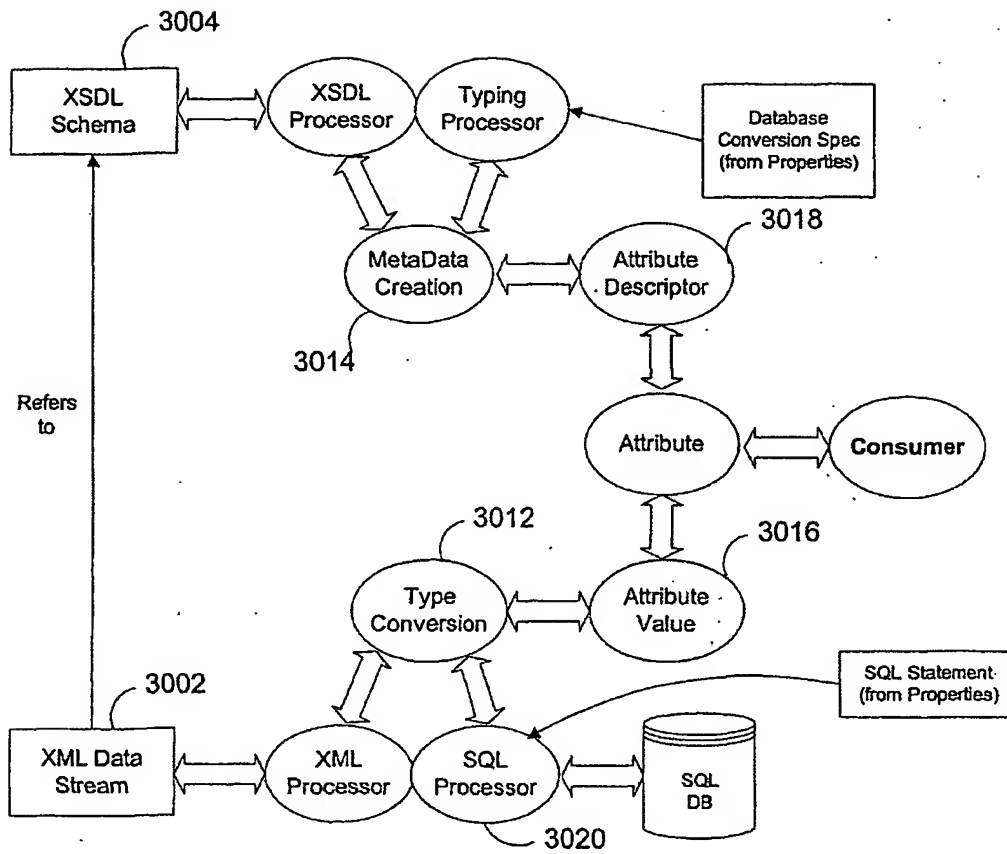 3004
XSDL
Schema
XSDL
Processor
Typing
Processor
Database
Conversion Spec
(from Properties)
3018
MetaData
Creation
Attribute
Descriptor
3014
Refers
to
Attribute
Consumer
3012
3016
Type
Conversion
Attribute
Value
3002
SQL Statement
(from Properties)
XML Data
Stream
XML
Processor
SQL
Processor
SQL
DB
3020